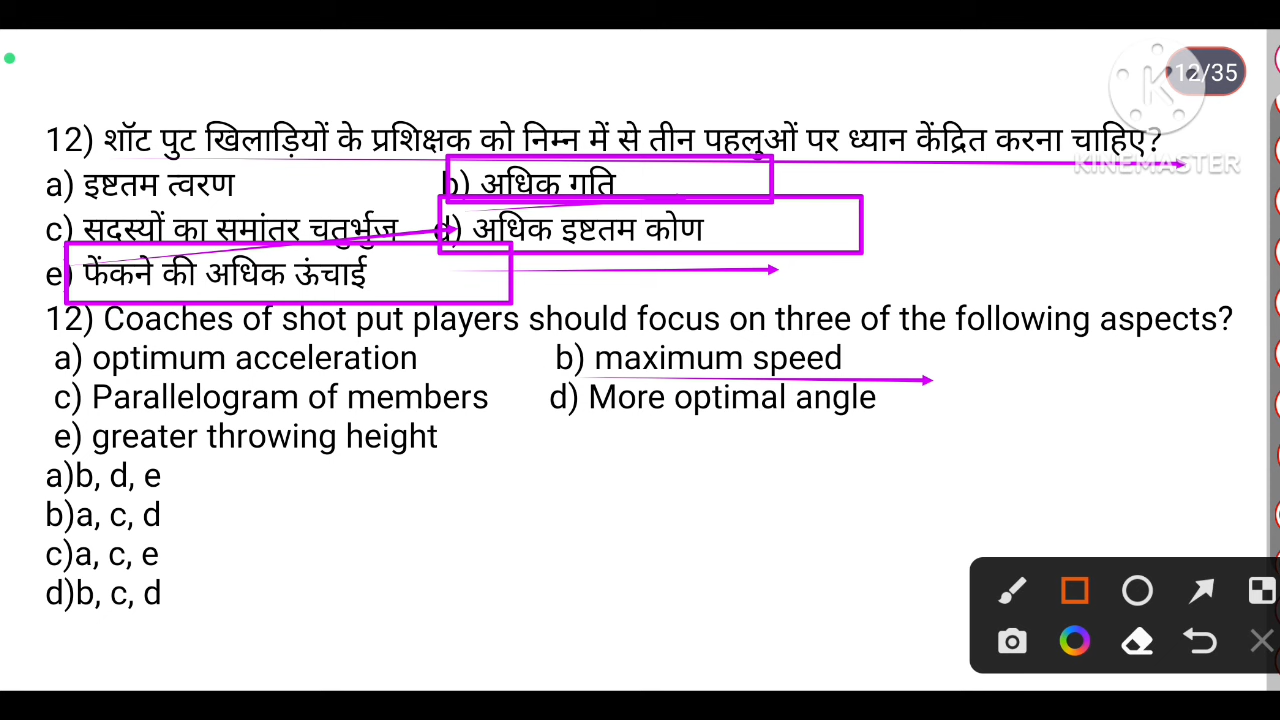 12/35
KINEMASTER
12) शॉट पुट खिलाड़ियों के प्रशिक्षक को निम्न में से तीन पहलुओं पर ध्यान केंद्रित करना चाहिए?
a) इष्टतम त्वरण b) अधिक गति
c) सदस्यों का समांतर चतुर्भुज d) अधिक इष्टतम कोण
e) फेंकने की अधिक ऊंचाई
12) Coaches of shot put players should focus on three of the following aspects?
a) optimum acceleration b) maximum speed
c) Parallelogram of members d) More optimal angle
e) greater throwing height
a)b, d, e
b)a, c, d
c)a, c, e
d)b, c, d